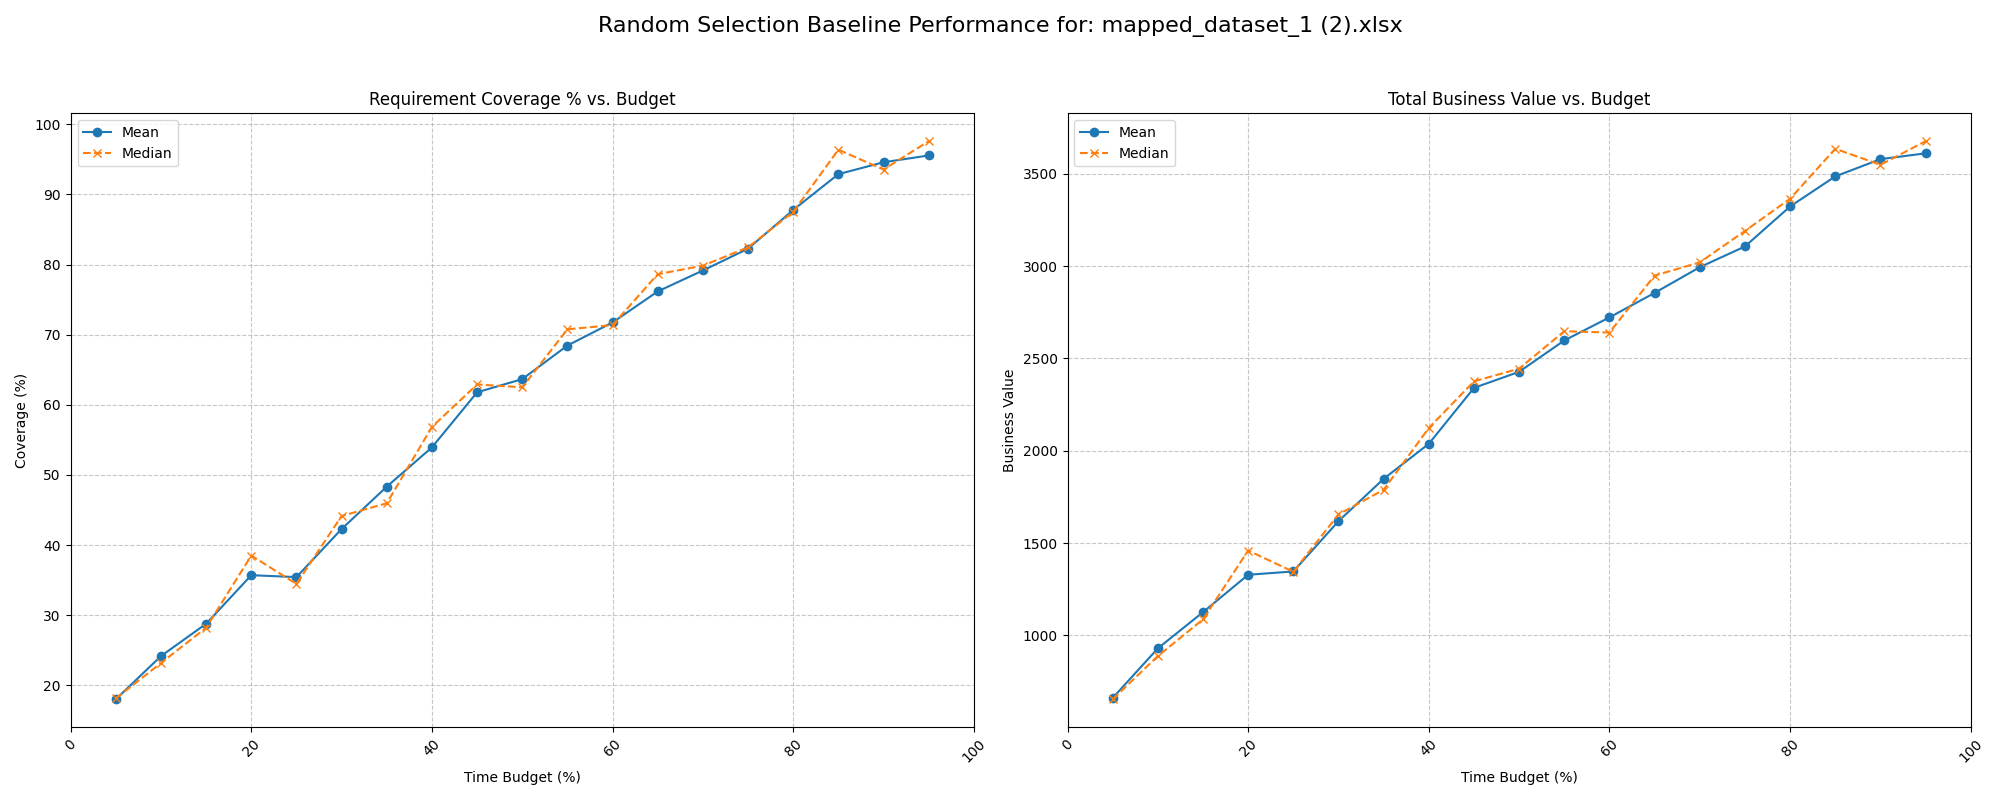 Random Selection Baseline Performance for: mapped_dataset_1 (2).xlsx
Requirement Coverage % vs. Budget
Mean
Median
100
90
80
70
60
50
40
30
20
Coverage (%)
0
20
40
60
80
100
Time Budget (%)
Total Business Value vs. Budget
Mean
Median
3500
3000
2500
2000
1500
1000
Business Value
0
20
40
60
80
100
Time Budget (%)